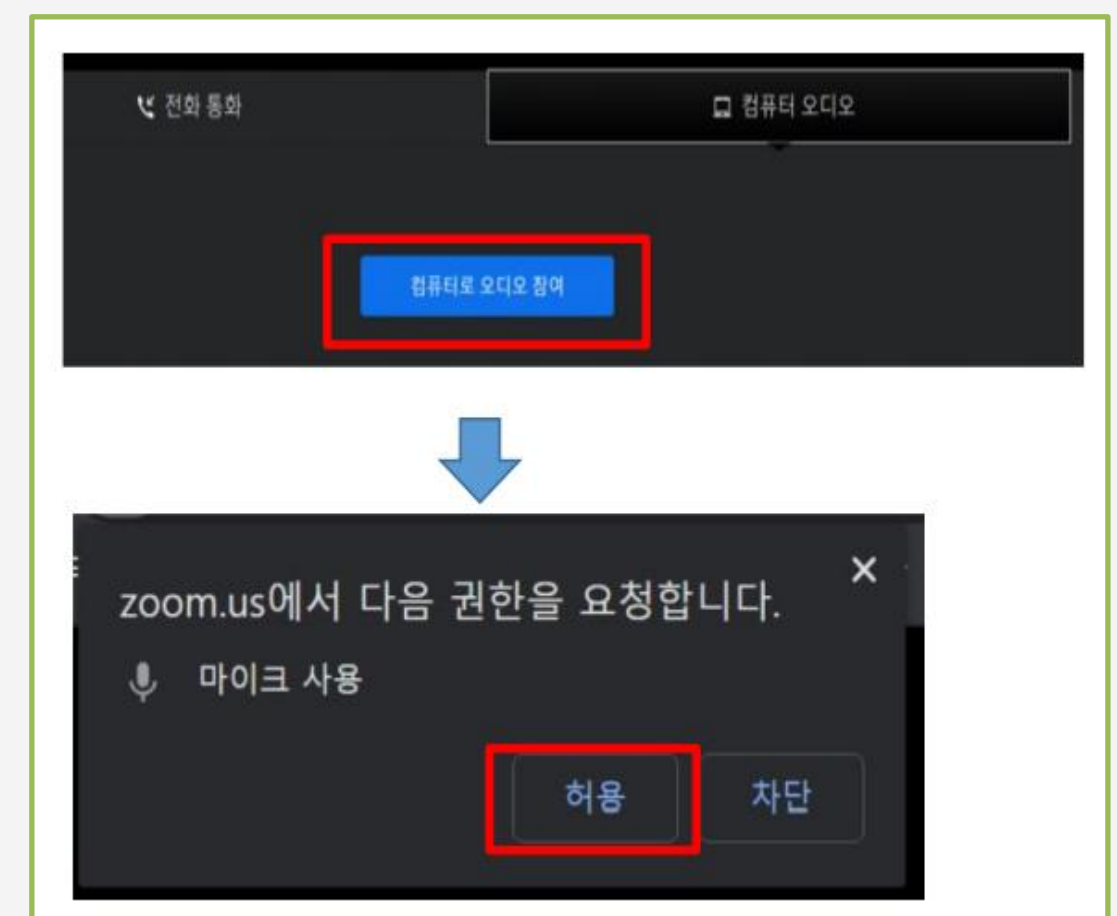 전화 통화
컴퓨터 오디오
컴퓨터로 오디오 참여
zoom.us에서 다음 권한을 요청합니다.
마이크 사용
허용
차단